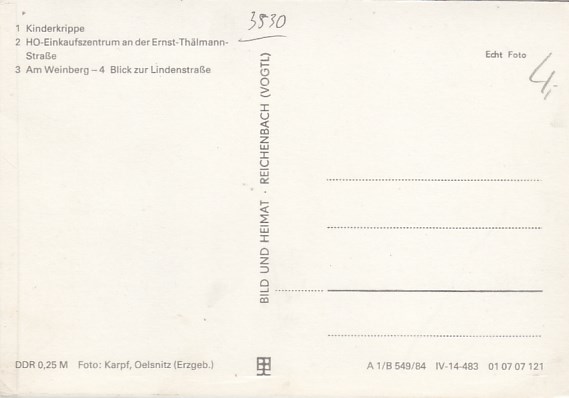 3530
1 Kinderkrippe
2 HO-Einkaufszentrum an der Ernst-Thälmann-
Straße
3 Am Weinberg – 4 Blick zur Lindenstraße
Echt Foto
4,-
BILD UND HEIMAT · REICHENBACH (VOGTL)
DDR 0,25 M Foto: Karpf, Oelsnitz (Erzgeb.)
A 1/B 549/84 IV-14-483 01 07 07 121